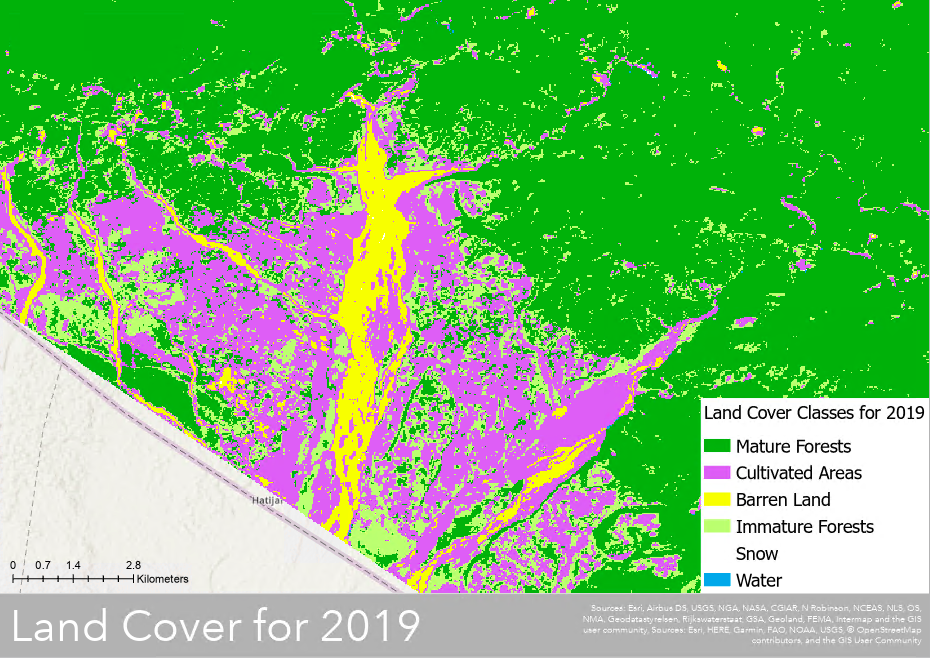 Land Cover Classes for 2019
Mature Forests
Cultivated Areas
Barren Land
Immature Forests
Snow
Water
Hatijar
0 0.7 1.4 2.8
Kilometers
Land Cover for 2019
Sources: Esri, Airbus DS, USGS, NGA, NASA, CGIAR, N Robinson, NCEAS, NLS, OS,
NMA, Geodatastyrelsen, Rijkswaterstaat, GSA, Geoland, FEMA, Intermap and the GIS
user community, Sources: Esri, HERE, Garmin, FAO, NOAA, USGS, © OpenStreetMap
contributors, and the GIS User Community